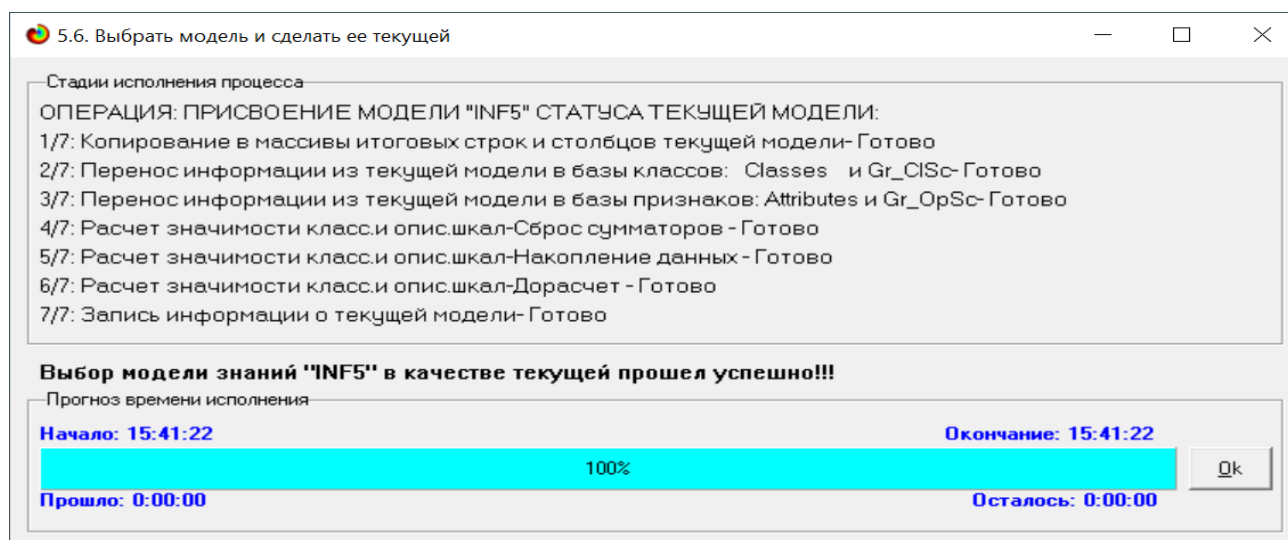 5.6. Выбрать модель и сделать ее текущей
Стадии исполнения процесса
ОПЕРАЦИЯ: ПРИСВОЕНИЕ МОДЕЛИ "INF5" СТАТУСА ТЕКУЩЕЙ МОДЕЛИ:
1/7: Копирование в массивы итоговых строк и столбцов текущей модели- Готово
2/7: Перенос информации из текущей модели в базы классов: Classes и Gr_ClSc- Готово
3/7: Перенос информации из текущей модели в базы признаков: Attributes и Gr_OpSc- Готово
4/7: Расчет значимости класс.и опис.шкал-Сброс сумматоров - Готово
5/7: Расчет значимости класс.и опис.шкал-Накопление данных - Готово
6/7: Расчет значимости класс.и опис.шкал-Дорасчет - Готово
7/7: Запись информации о текущей модели- Готово
Выбор модели знаний "INF5" в качестве текущей прошел успешно!!!
Прогноз времени исполнения
Начало: 15:41:22 Окончание: 15:41:22
100% Ok
Прошло: 0:00:00 Осталось: 0:00:00